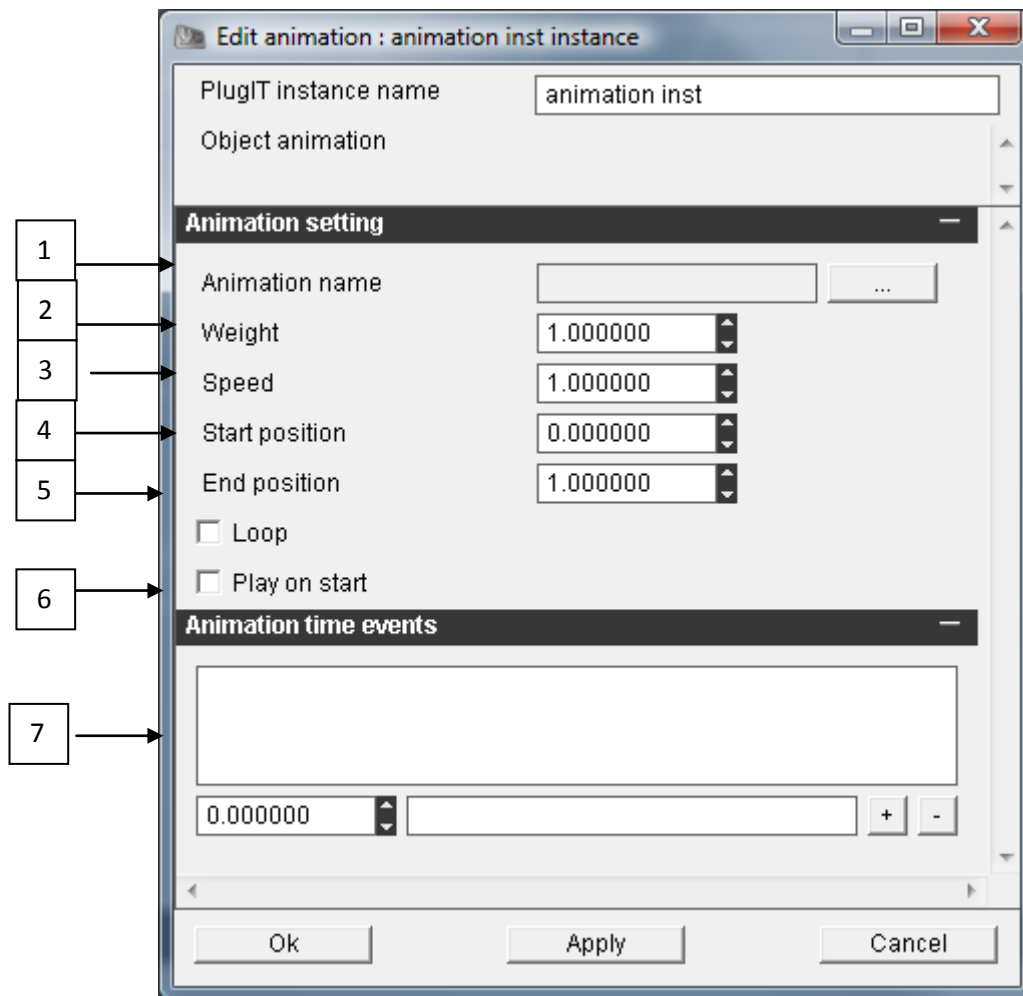 Edit animation : animation inst instance
PlugIT instance name animation inst
Object animation
Animation setting
1
Animation name ...
2
Weight 1.000000
3
Speed 1.000000
4
Start position 0.000000
5
End position 1.000000
Loop
6
Play on start
Animation time events
7
0.000000 + -
Ok Apply Cancel